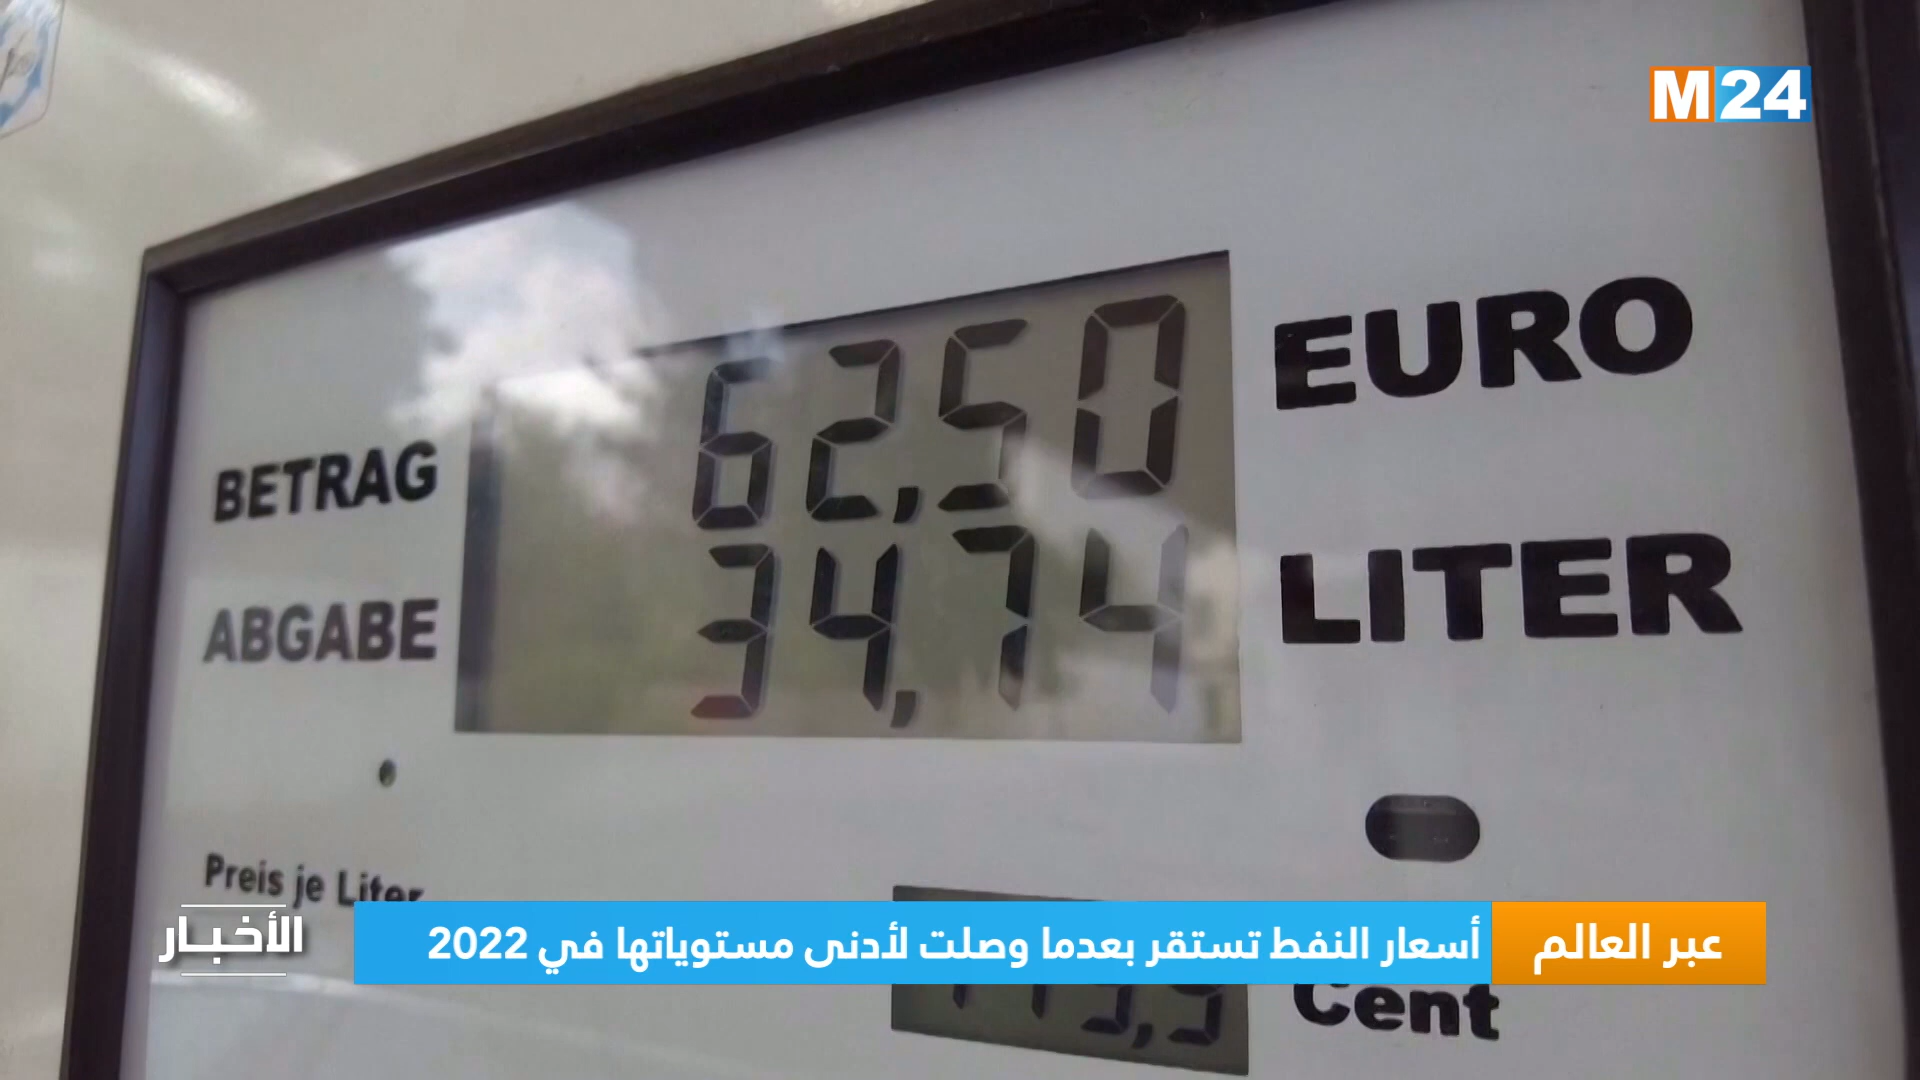 M24
62,50 EURO
BETRAG
34,74 LITER
ABGABE
Preis je Liter
عبر العالم
أسعار النفط تستقر بعدما وصلت لأدنى مستوياتها في 2022
الأخبار
Cent